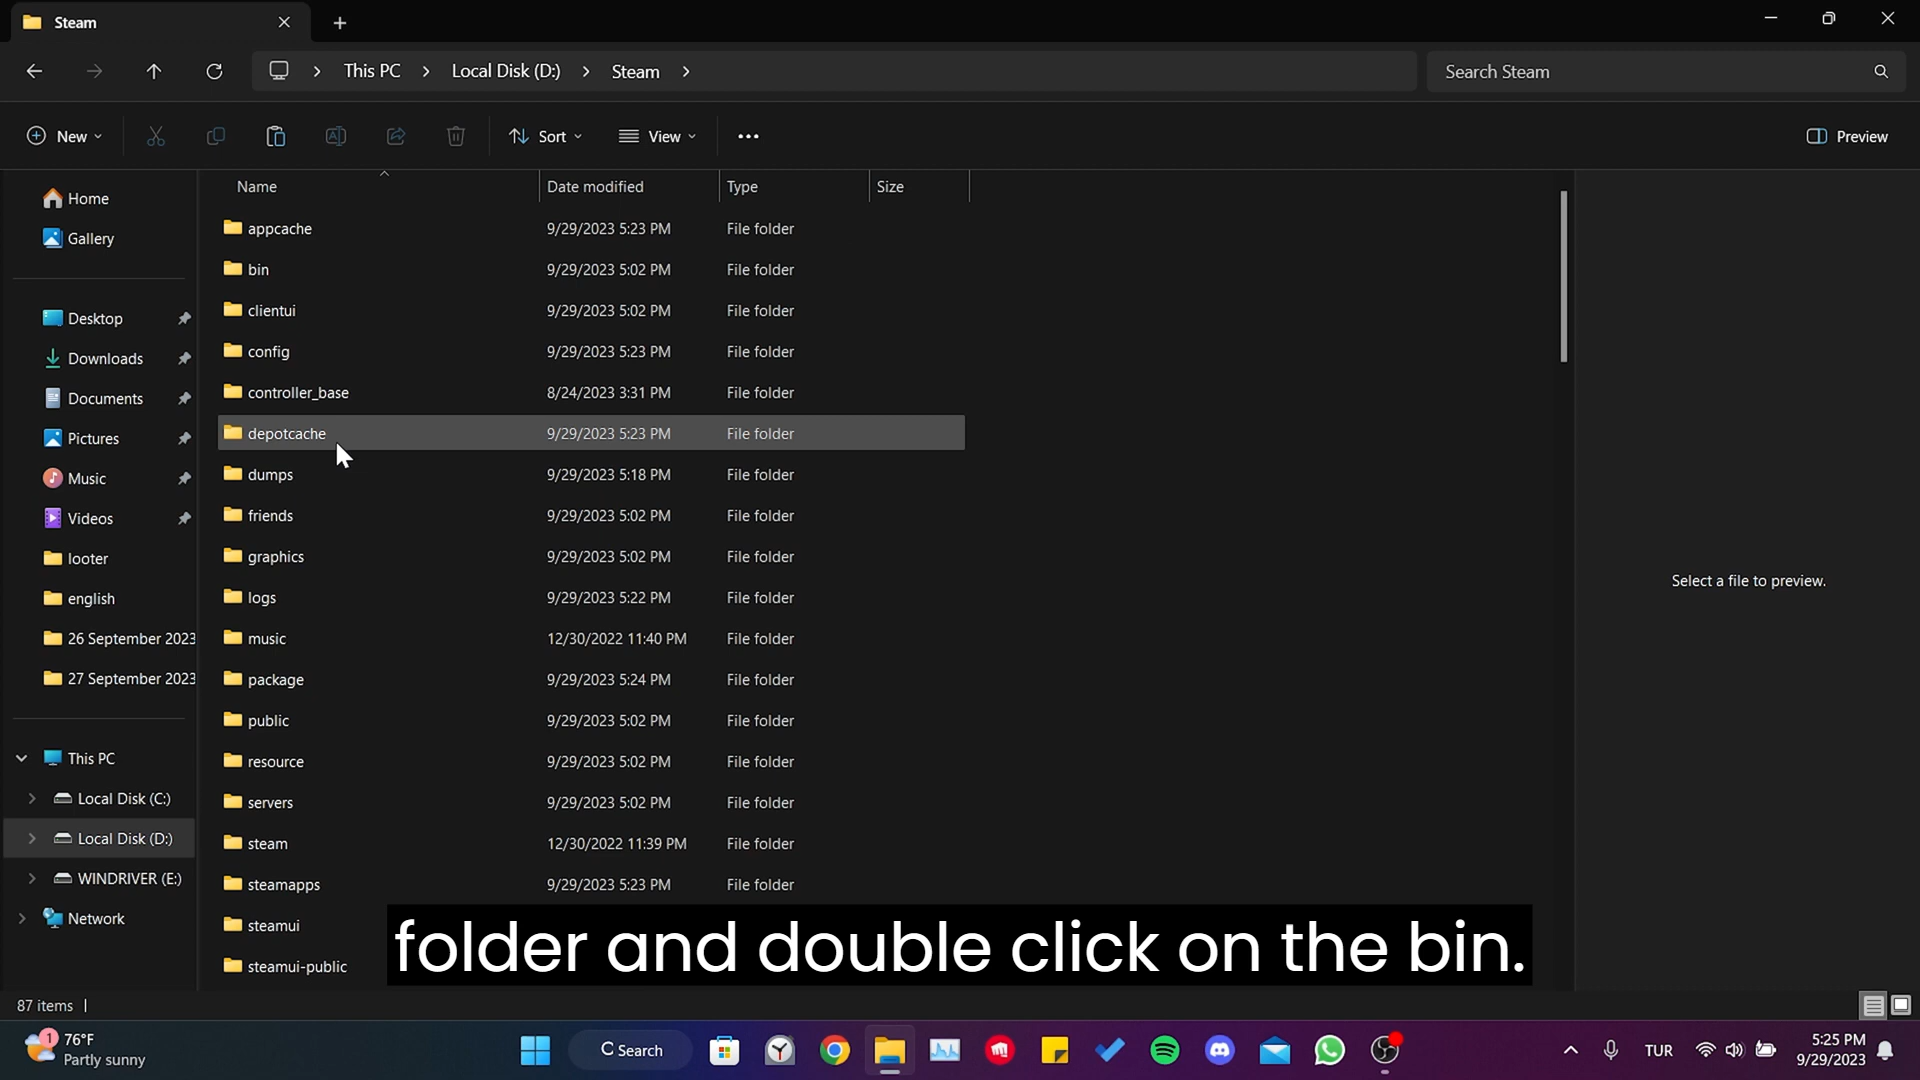 Steam
This PC > Local Disk (D:) > Steam >
Search Steam
New
Sort
View
Preview
Name Date modified Type Size
Home
Gallery
Desktop
Downloads
Documents
Pictures
Music
Videos
looter
english
26 September 2023
27 September 2023
This PC
Local Disk (C:)
Local Disk (D:)
WINDRIVER (E:)
Network
appcache 9/29/2023 5:23 PM File folder
bin 9/29/2023 5:02 PM File folder
clientui 9/29/2023 5:02 PM File folder
config 9/29/2023 5:23 PM File folder
controller_base 8/24/2023 3:31 PM File folder
depotcache 9/29/2023 5:23 PM File folder
dumps 9/29/2023 5:18 PM File folder
friends 9/29/2023 5:02 PM File folder
graphics 9/29/2023 5:02 PM File folder
logs 9/29/2023 5:22 PM File folder
music 12/30/2022 11:40 PM File folder
package 9/29/2023 5:24 PM File folder
public 9/29/2023 5:02 PM File folder
resource 9/29/2023 5:02 PM File folder
servers 9/29/2023 5:02 PM File folder
steam 12/30/2022 11:39 PM File folder
steamapps 9/29/2023 5:23 PM File folder
steamui
steamui-public
Select a file to preview.
folder and double click on the bin.
87 items
1
76°F
Partly sunny
Search
TUR
5:25 PM
9/29/2023